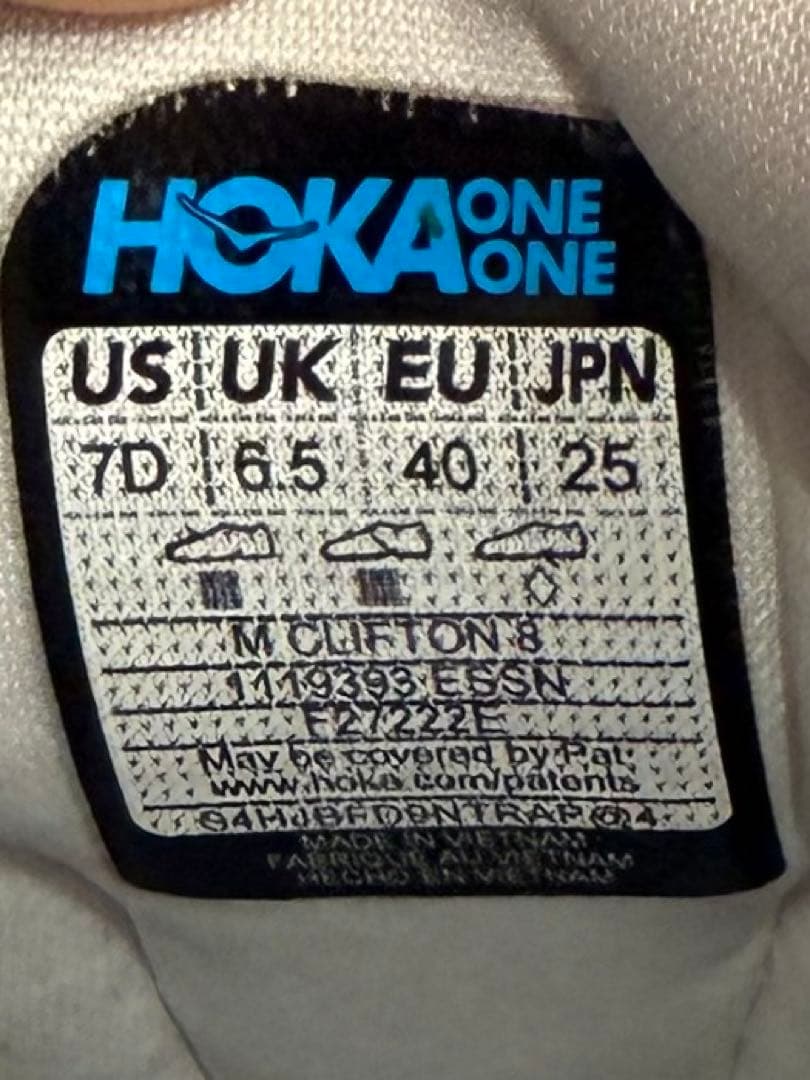 HOKA ONE ONE
US UK EU JPN
7D 6.5 40 25
M CLIFTON 8
1119393 ESSN
F27222E
May be covered by Pat:
www.hoka.com/patents
MADE IN VIETNAM
FABRIQUE AU VIETNAM
HECHO EN VIETNAM